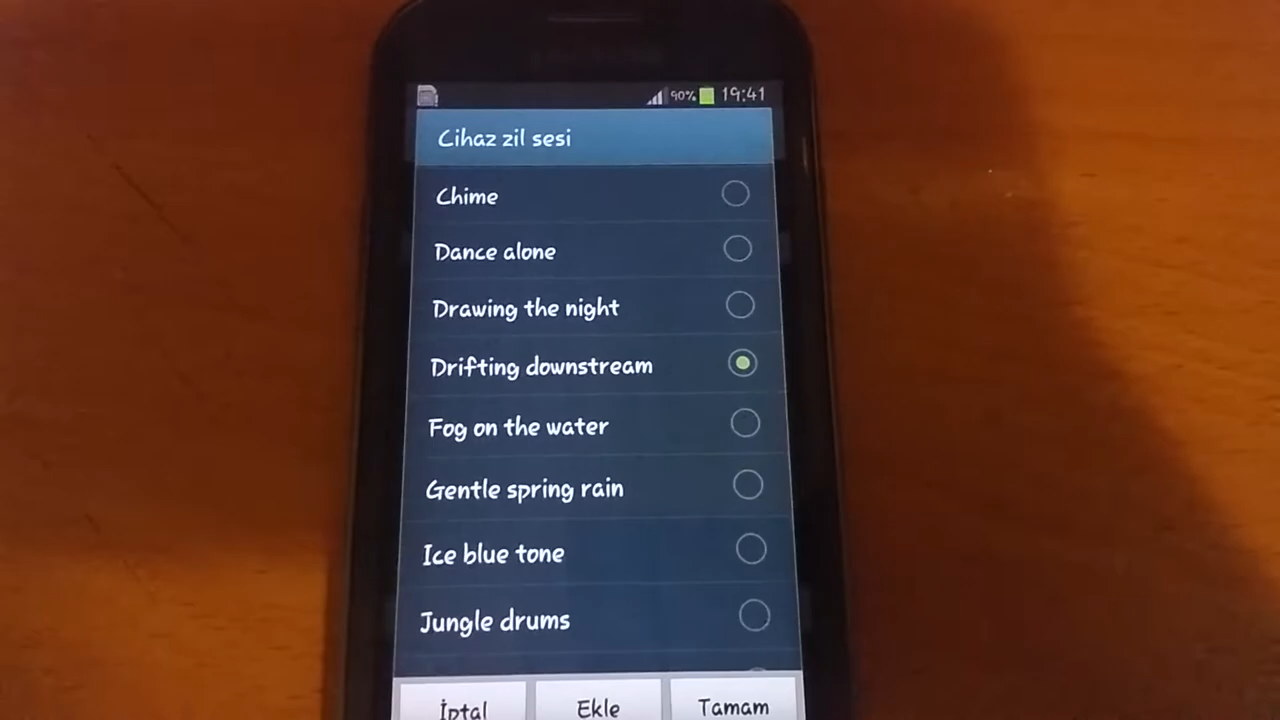 90% 19:41
Cihaz zil sesi
Chime
Dance alone
Drawing the night
Drifting downstream
Fog on the water
Gentle spring rain
Ice blue tone
Jungle drums
İptal Ekle Tamam